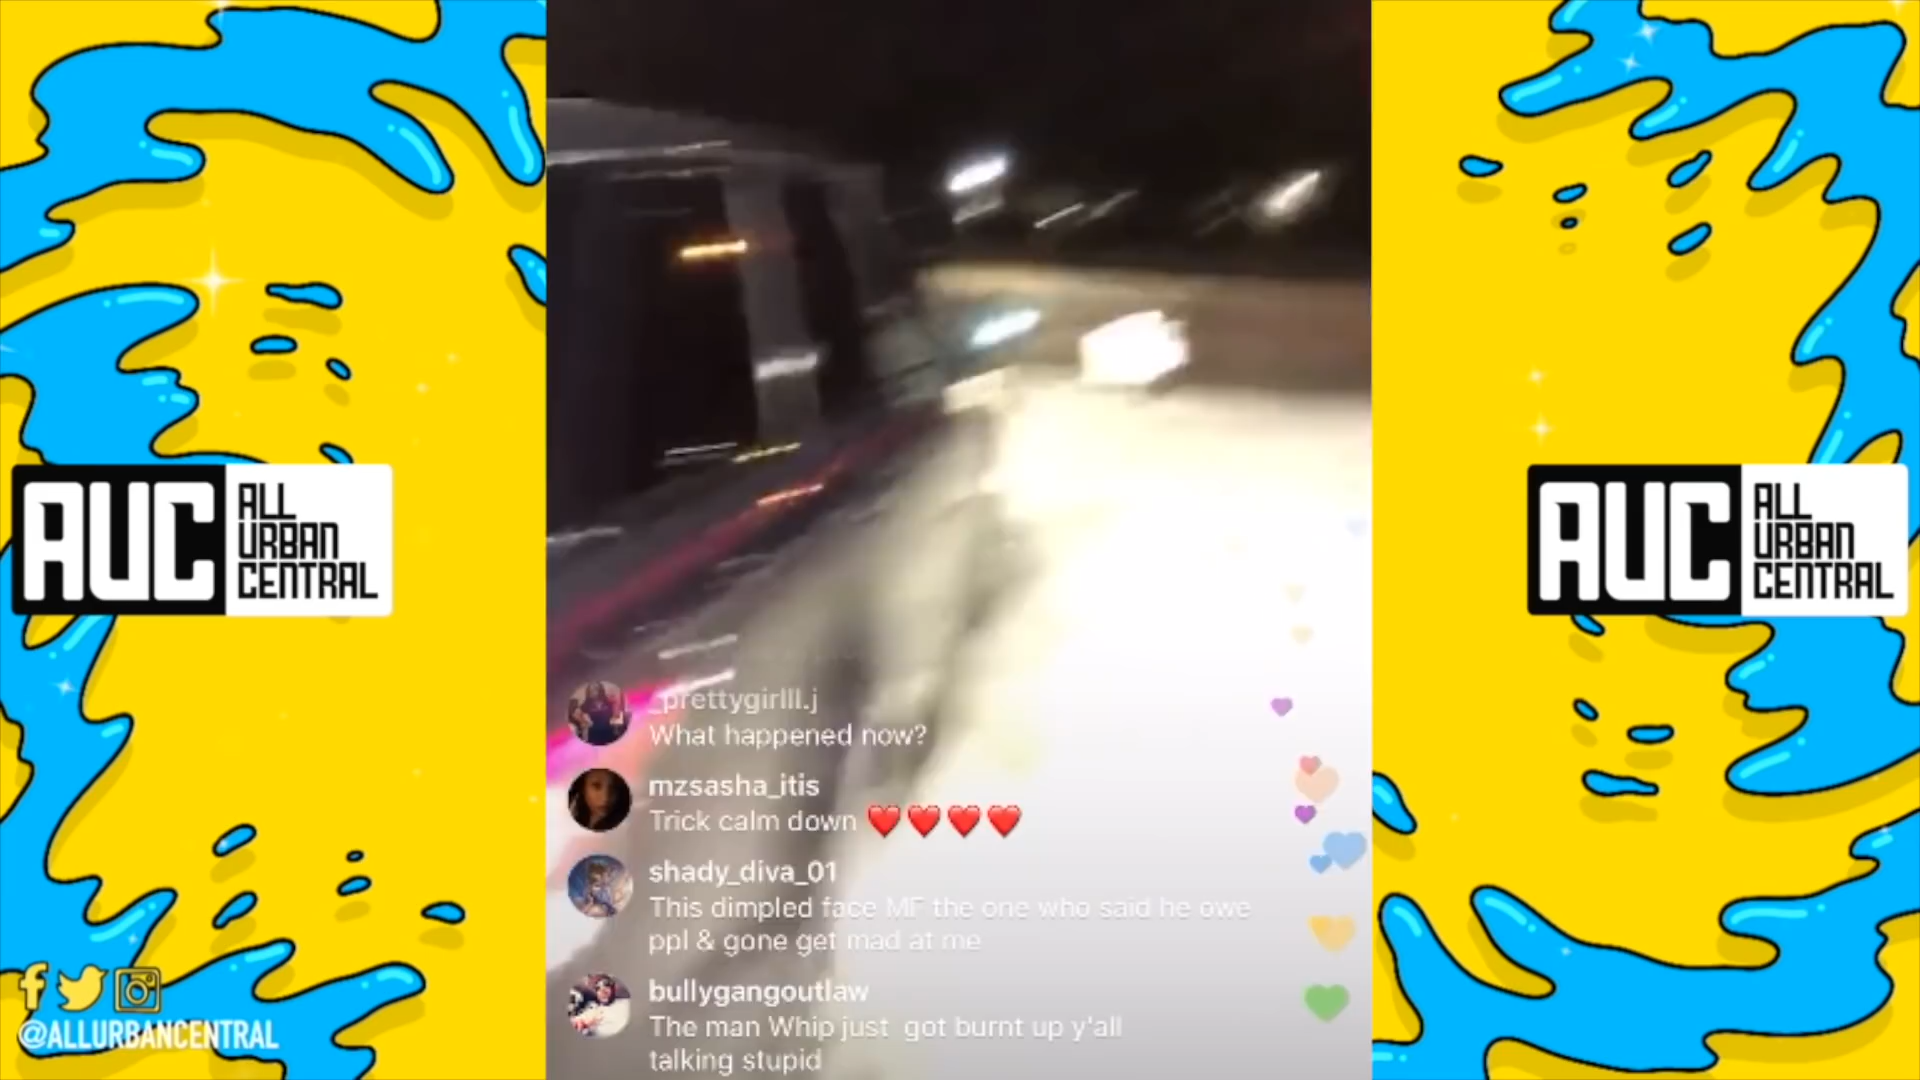 AUC
ALL
URBAN
CENTRAL
AUC
ALL
URBAN
CENTRAL
_prettygirlll.j
What happened now?
mzsasha_itis
Trick calm down ❤️❤️❤️❤️
shady_diva_01
This dimpled face MF the one who said he owe
ppl & gone get mad at me
bullygangoutlaw
The man Whip just got burnt up y'all
talking stupid
@ALLURBANCENTRAL